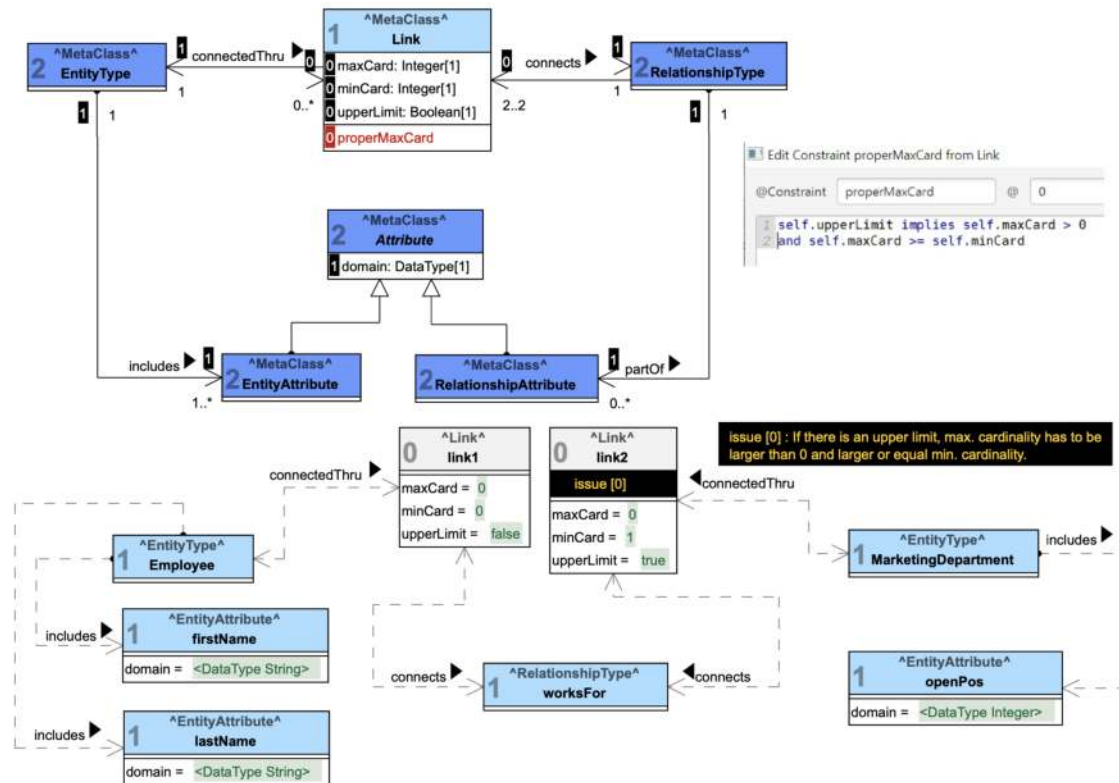 ^MetaClass^
2
EntityType
1
connectedThru
0
1
0..*
^MetaClass^
1
Link
0 maxCard: Integer[1]
0 minCard: Integer[1]
0 upperLimit: Boolean[1]
0 properMaxCard
0
connects
1
2..2
1
^MetaClass^
2
RelationshipType
1
1
1
1
Edit Constraint properMaxCard from Link
@Constraint properMaxCard @ 0
1 self.upperLimit implies self.maxCard > 0
2 and self.maxCard >= self.minCard
^MetaClass^
2
Attribute
1 domain: DataType[1]
includes
1
1..*
^MetaClass^
2
EntityAttribute
^MetaClass^
2
RelationshipAttribute
1
partOf
0..*
^Link^
0
link1
maxCard = 0
minCard = 0
upperLimit = false
^Link^
0
link2
issue [0]
maxCard = 0
minCard = 1
upperLimit = true
issue [0] : If there is an upper limit, max. cardinality has to be
larger than 0 and larger or equal min. cardinality.
connectedThru
connectedThru
^EntityType^
1
Employee
^EntityType^
1
MarketingDepartment
includes
includes
^EntityAttribute^
1
firstName
domain = <DataType String>
connects
^RelationshipType^
1
worksFor
connects
^EntityAttribute^
1
openPos
domain = <DataType Integer>
includes
^EntityAttribute^
1
lastName
domain = <DataType String>